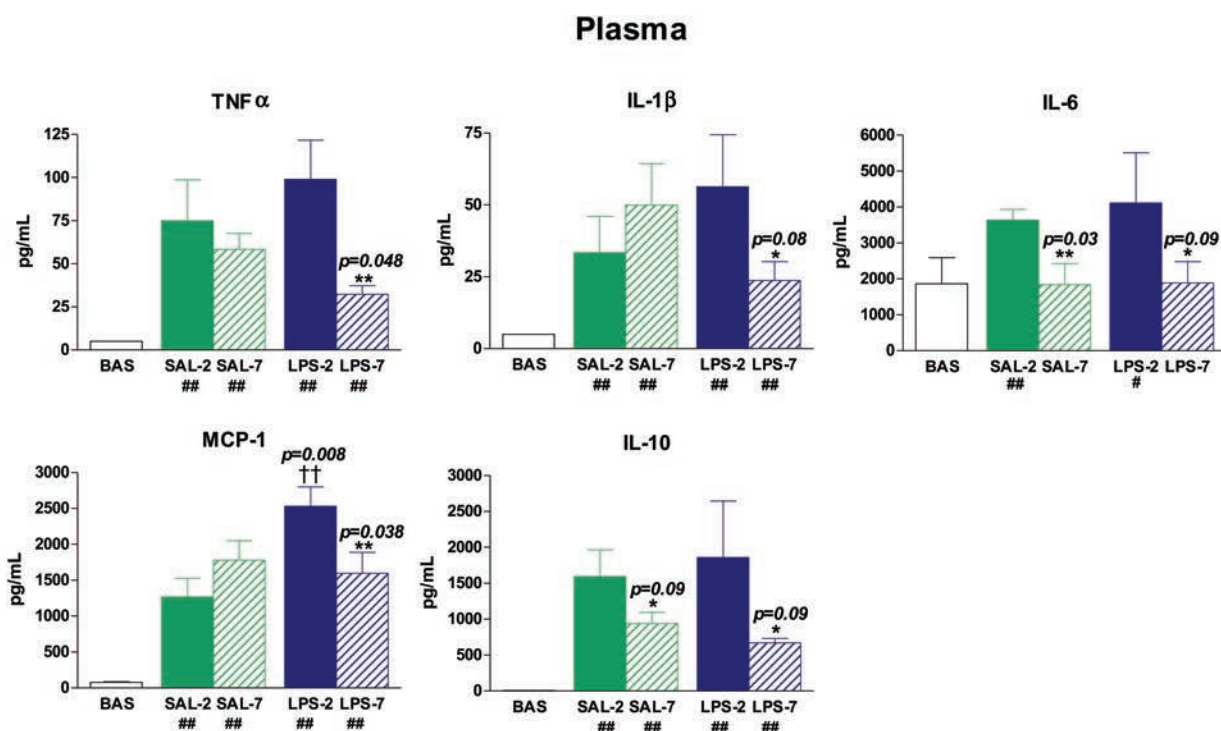 Plasma
TNFα
125
100
75
50
25
0
pg/mL
p=0.048
**
BAS SAL-2 SAL-7 LPS-2 LPS-7
## ## ## ##
IL-1β
75
50
25
0
pg/mL
p=0.08
*
BAS SAL-2 SAL-7 LPS-2 LPS-7
## ## ## ##
IL-6
6000
5000
4000
3000
2000
1000
0
pg/mL
p=0.03
**
p=0.09
*
BAS SAL-2 SAL-7 LPS-2 LPS-7
## #
MCP-1
3000
2500
2000
1500
1000
500
0
pg/mL
p=0.008
††
p=0.038
**
BAS SAL-2 SAL-7 LPS-2 LPS-7
## ## ## ##
IL-10
3000
2500
2000
1500
1000
500
0
pg/mL
p=0.09
*
p=0.09
*
BAS SAL-2 SAL-7 LPS-2 LPS-7
## ## ## ##